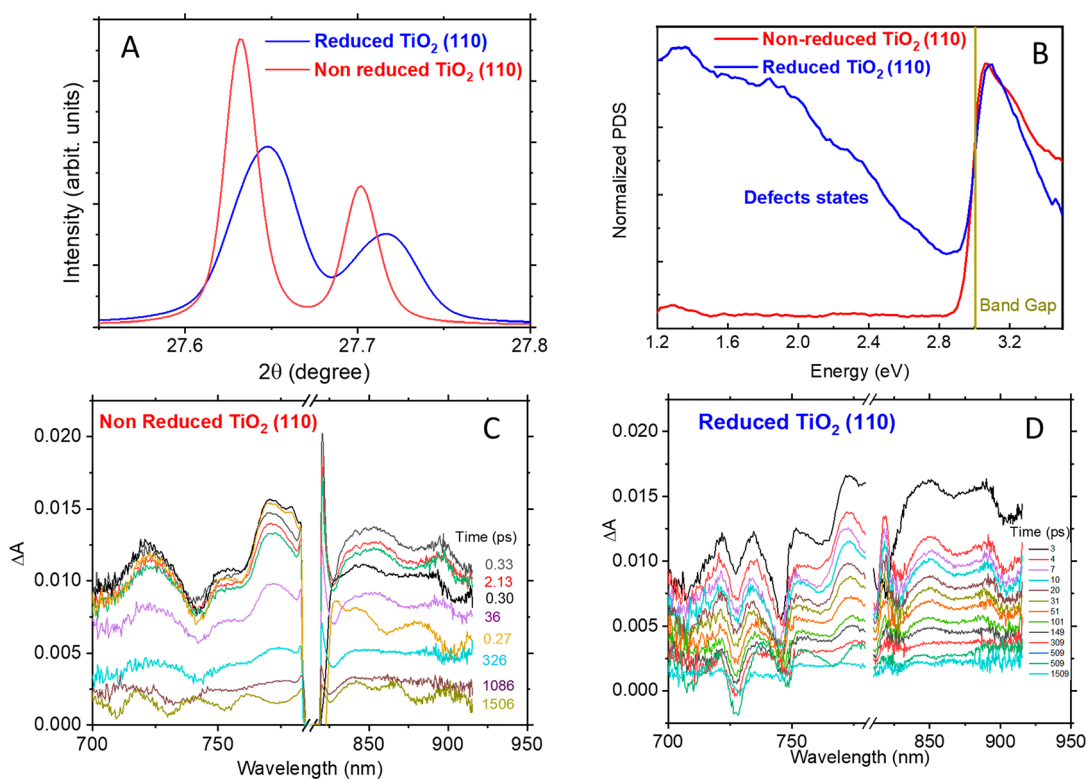 A
Reduced TiO₂ (110)
Non reduced TiO₂ (110)
Intensity (arbit. units)
27.6
27.7
27.8
2θ (degree)
B
Non-reduced TiO₂ (110)
Reduced TiO₂ (110)
Normalized PDS
Defects states
Band Gap
1.2
1.6
2.0
2.4
2.8
3.2
Energy (eV)
Non Reduced TiO₂ (110)
C
ΔA
0.020
0.015
0.010
0.005
0.000
Time (ps)
0.33
2.13
0.30
36
0.27
326
1086
1506
700
750
850
900
950
Wavelength (nm)
Reduced TiO₂ (110)
D
ΔA
0.020
0.015
0.010
0.005
0.000
Time (ps)
3
4
7
10
20
31
51
101
149
309
509
509
1509
700
750
850
900
950
Wavelength (nm)